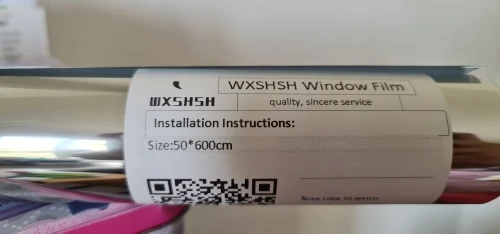 WXSHSH Window Film
WXSHSH
quality, sincere service
Installation Instructions:
Size:50*600cm
SCAN CODE TO WATCH